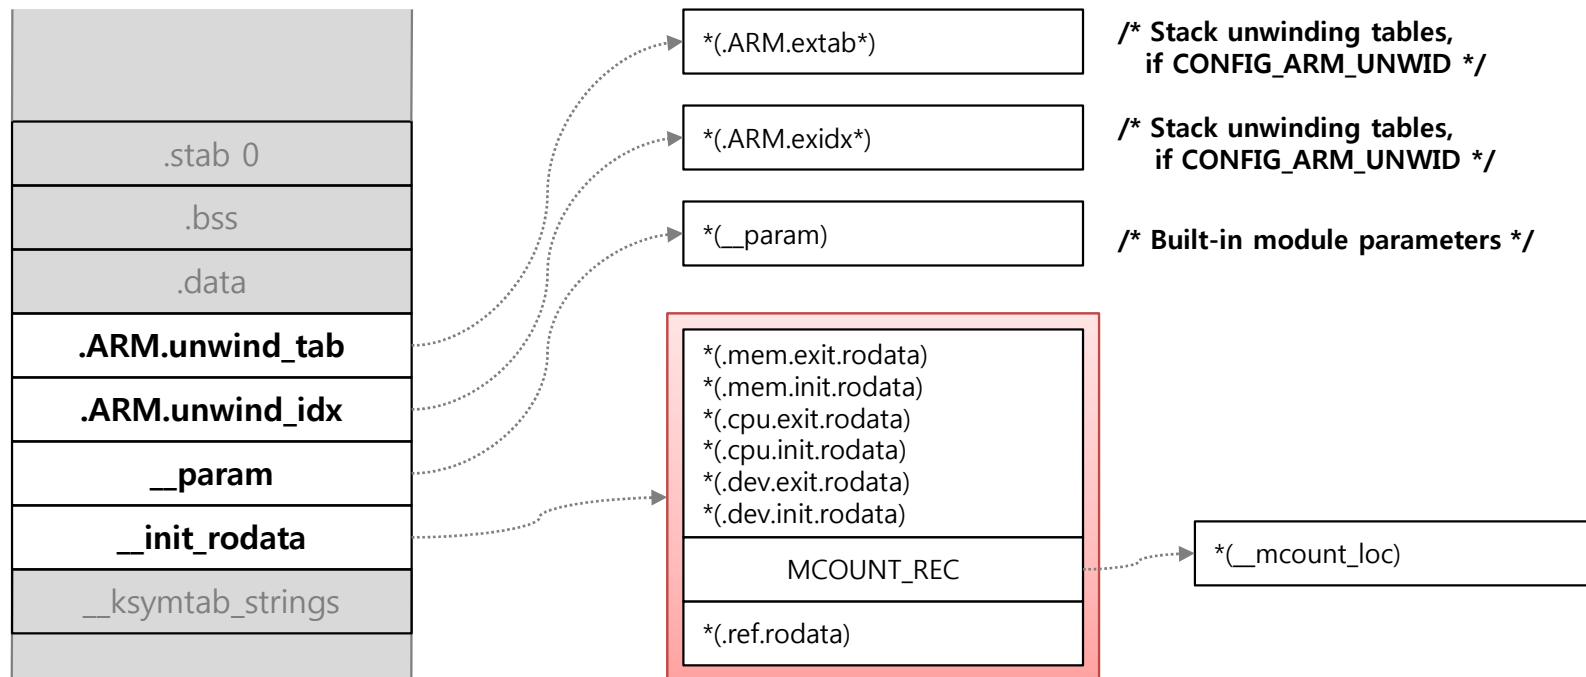 .stab 0
.bss
.data
.ARM.unwind_tab
.ARM.unwind_idx
__param
__init_rodata
__ksymtab_strings
*(.ARM.extab*)
/* Stack unwinding tables,
if CONFIG_ARM_UNWID */
*(.ARM.exidx*)
/* Stack unwinding tables,
if CONFIG_ARM_UNWID */
*(__param)
/* Built-in module parameters */
*(.mem.exit.rodata)
*(.mem.init.rodata)
*(.cpu.exit.rodata)
*(.cpu.init.rodata)
*(.dev.exit.rodata)
*(.dev.init.rodata)
MCOUNT_REC
*(.ref.rodata)
*(__mcount_loc)